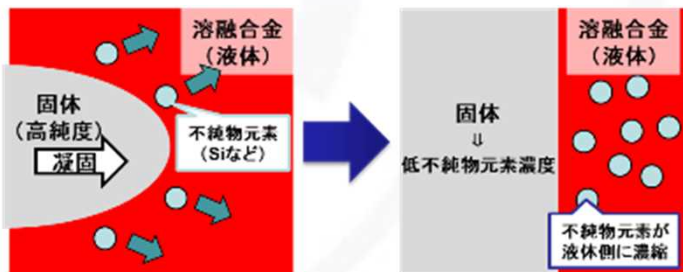 溶融合金
（液体）
固体
（高純度）
凝固
不純物元素
（Siなど）
溶融合金
（液体）
固体
⇓
低不純物元素濃度
不純物元素が
液体側に濃縮